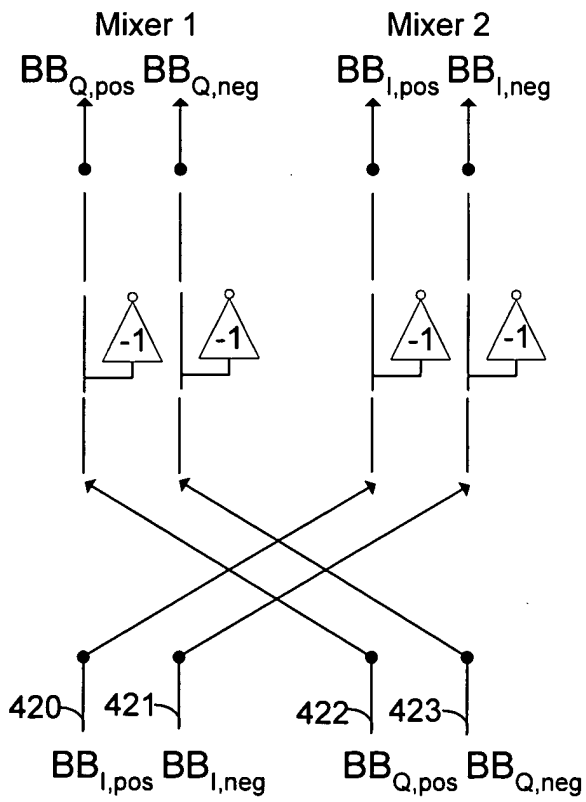 Mixer 1 Mixer 2
BBQ,pos BBQ,neg BBI,pos BBI,neg
-1 -1 -1 -1
420 421 422 423
BBI,pos BBI,neg BBQ,pos BBQ,neg